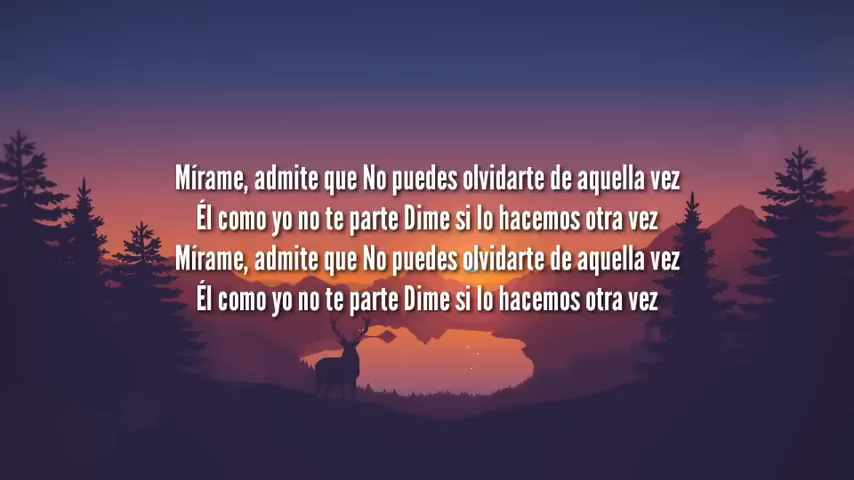 Mírame, admite que No puedes olvidarte de aquella vez
Él como yo no te parte Dime si lo hacemos otra vez
Mírame, admite que No puedes olvidarte de aquella vez
Él como yo no te parte Dime si lo hacemos otra vez